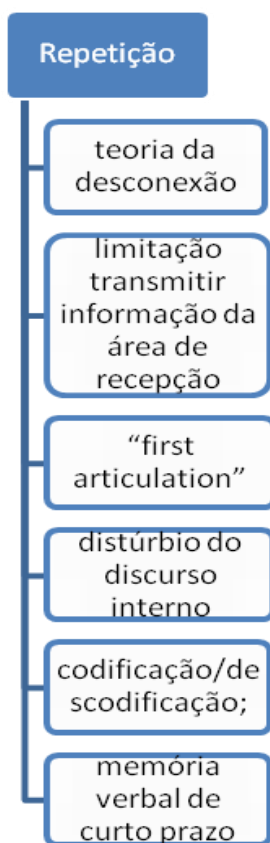 Repetição
teoria da
desconexão
limitação
transmitir
informação da
área de
recepção
“first
articulation”
distúrbio do
discurso
interno
codificação/de
scodificação;
memória
verbal de
curto prazo